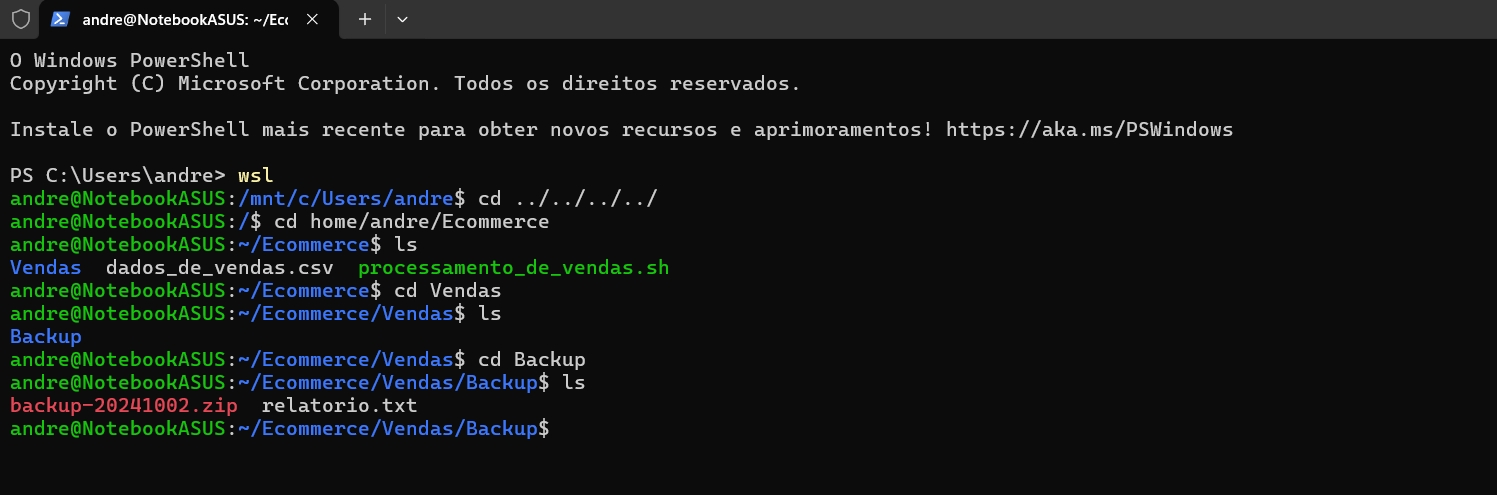 andre@NotebookASUS: ~/Ecc
O Windows PowerShell
Copyright (C) Microsoft Corporation. Todos os direitos reservados.
Instale o PowerShell mais recente para obter novos recursos e aprimoramentos! https://aka.ms/PSWindows
PS C:\Users\andre> wsl
andre@NotebookASUS:/mnt/c/Users/andre$ cd ../../../../
andre@NotebookASUS:/$ cd home/andre/Ecommerce
andre@NotebookASUS:~/Ecommerce$ ls
Vendas  dados_de_vendas.csv  processamento_de_vendas.sh
andre@NotebookASUS:~/Ecommerce$ cd Vendas
andre@NotebookASUS:~/Ecommerce/Vendas$ ls
Backup
andre@NotebookASUS:~/Ecommerce/Vendas$ cd Backup
andre@NotebookASUS:~/Ecommerce/Vendas/Backup$ ls
backup-20241002.zip  relatorio.txt
andre@NotebookASUS:~/Ecommerce/Vendas/Backup$